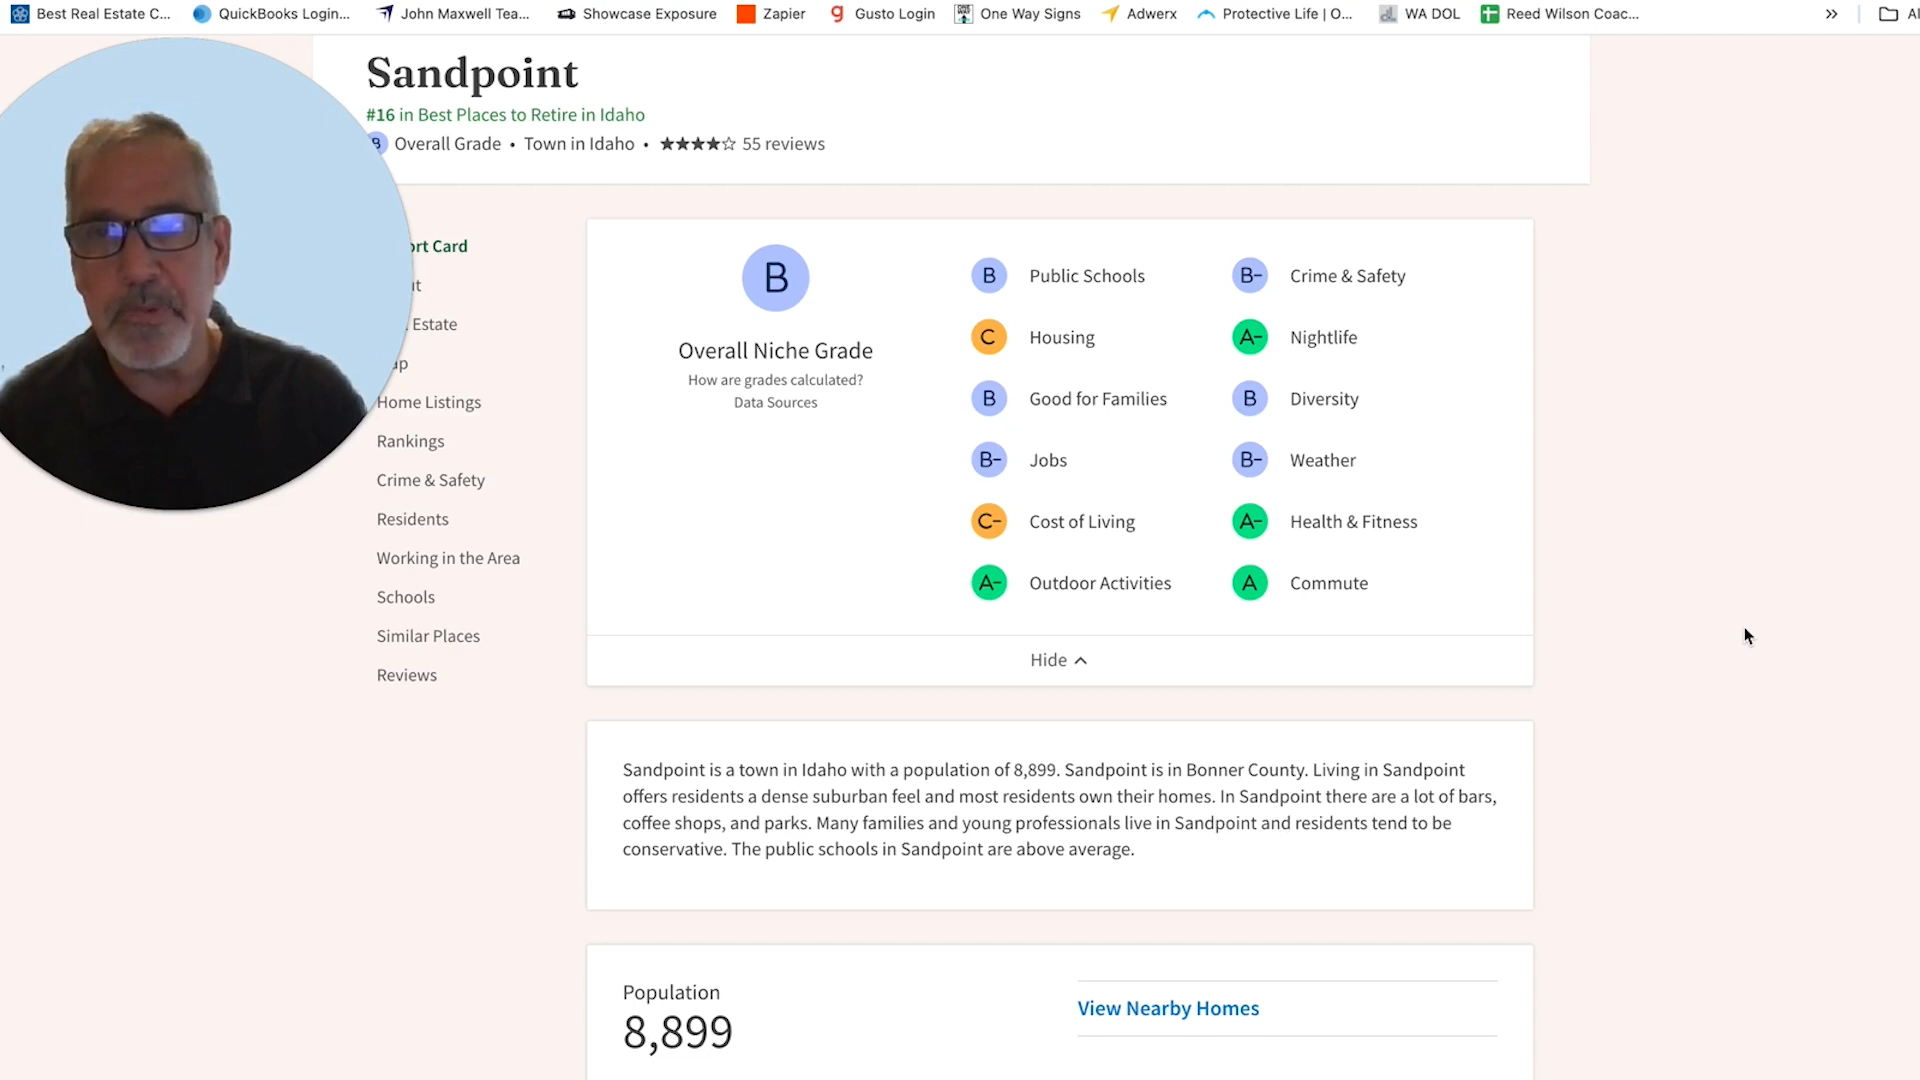 Best Real Estate C... QuickBooks Login... John Maxwell Tea... Showcase Exposure Zapier Gusto Login One Way Signs Adwerx Protective Life | O... WA DOL Reed Wilson Coac... »
Sandpoint
#16 in Best Places to Retire in Idaho
B Overall Grade • Town in Idaho • ★★★★☆ 55 reviews
ort Card
Estate
Home Listings
Rankings
Crime & Safety
Residents
Working in the Area
Schools
Similar Places
Reviews
B
Overall Niche Grade
How are grades calculated?
Data Sources
B Public Schools
B- Crime & Safety
C Housing
A- Nightlife
B Good for Families
B Diversity
B- Jobs
B- Weather
C- Cost of Living
A- Health & Fitness
A- Outdoor Activities
A Commute
Hide
Sandpoint is a town in Idaho with a population of 8,899. Sandpoint is in Bonner County. Living in Sandpoint
offers residents a dense suburban feel and most residents own their homes. In Sandpoint there are a lot of bars,
coffee shops, and parks. Many families and young professionals live in Sandpoint and residents tend to be
conservative. The public schools in Sandpoint are above average.
Population
8,899
View Nearby Homes